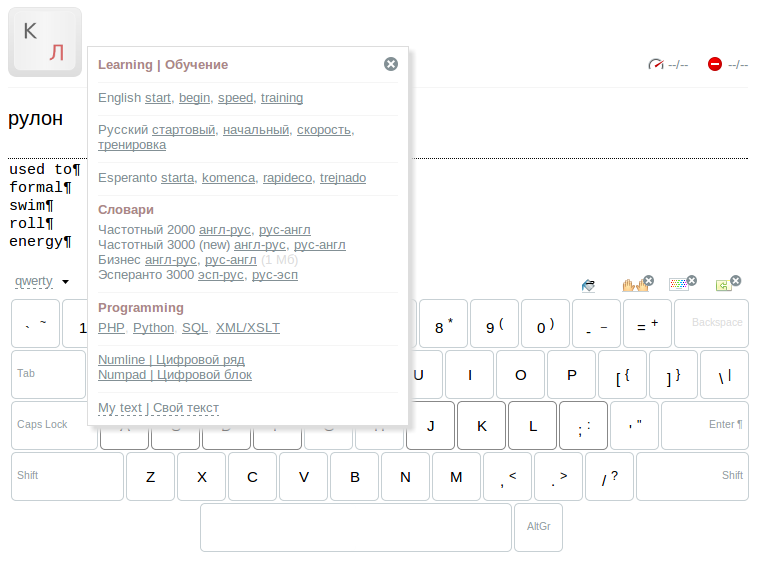 К
Л
Learning | Обучение
--/--
--/--
English start, begin, speed, training
рулон
Русский стартовый, начальный, скорость,
тренировка
used to¶
formal¶
swim¶
roll¶
energy¶
Esperanto starta, komenca, rapideco, trejnado
Словари
Частотный 2000 англ-рус, рус-англ
Частотный 3000 (new) англ-рус, рус-англ
Бизнес англ-рус, рус-англ (1 Мб)
Эсперанто 3000 эсп-рус, рус-эсп
qwerty
Programming
PHP, Python, SQL, XML/XSLT
Numline | Цифровой ряд
Numpad | Цифровой блок
My text | Свой текст
` ~ 1 8 * 9 ( 0 ) - _ = + Backspace
Tab U I O P [ { ] } \ |
Caps Lock J K L ; : ' " Enter ¶
Shift Z X C V B N M , < . > / ? Shift
AltGr